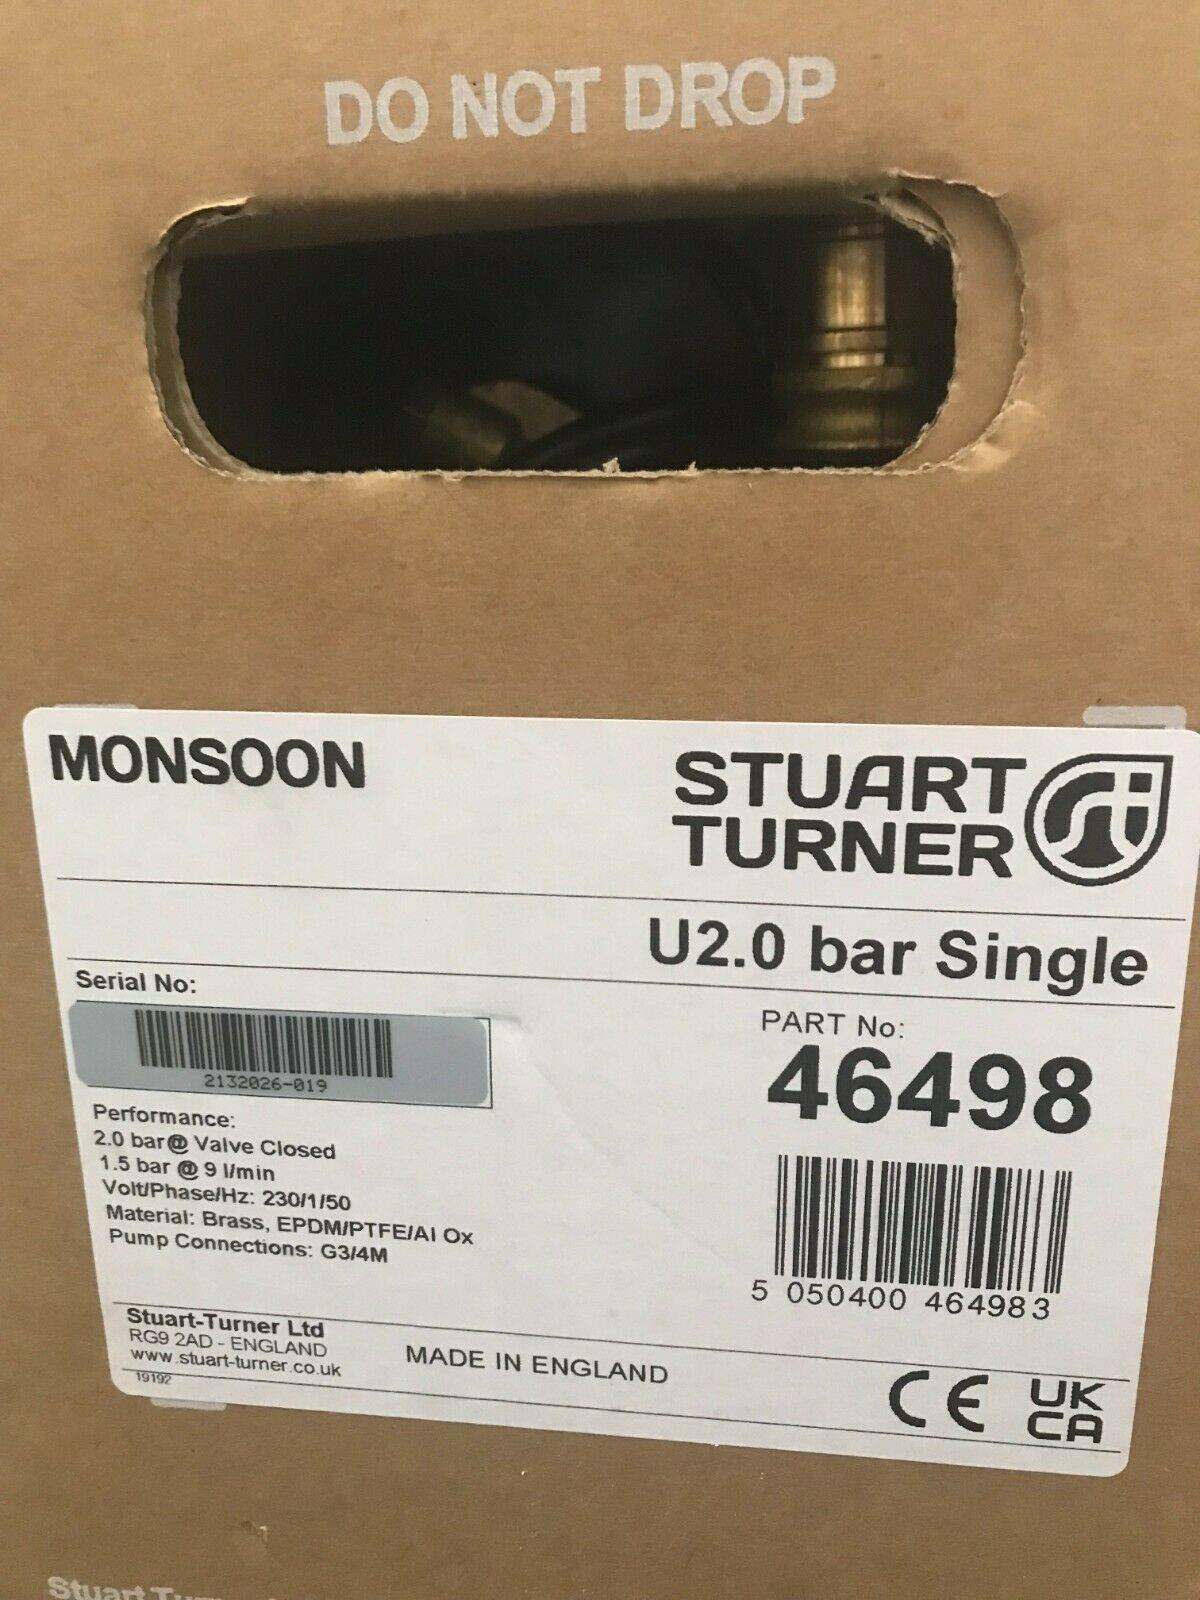 DO NOT DROP
MONSOON
STUART
TURNER
U2.0 bar Single
Serial No:
2132026-019
PART No:
46498
Performance:
2.0 bar@ Valve Closed
1.5 bar @ 9 l/min
Volt/Phase/Hz: 230/1/50
Material: Brass, EPDM/PTFE/Al Ox
Pump Connections: G3/4M
5 050400 464983
Stuart-Turner Ltd
RG9 2AD - ENGLAND
www.stuart-turner.co.uk
19192
MADE IN ENGLAND
CE
UK
CA
Stuart